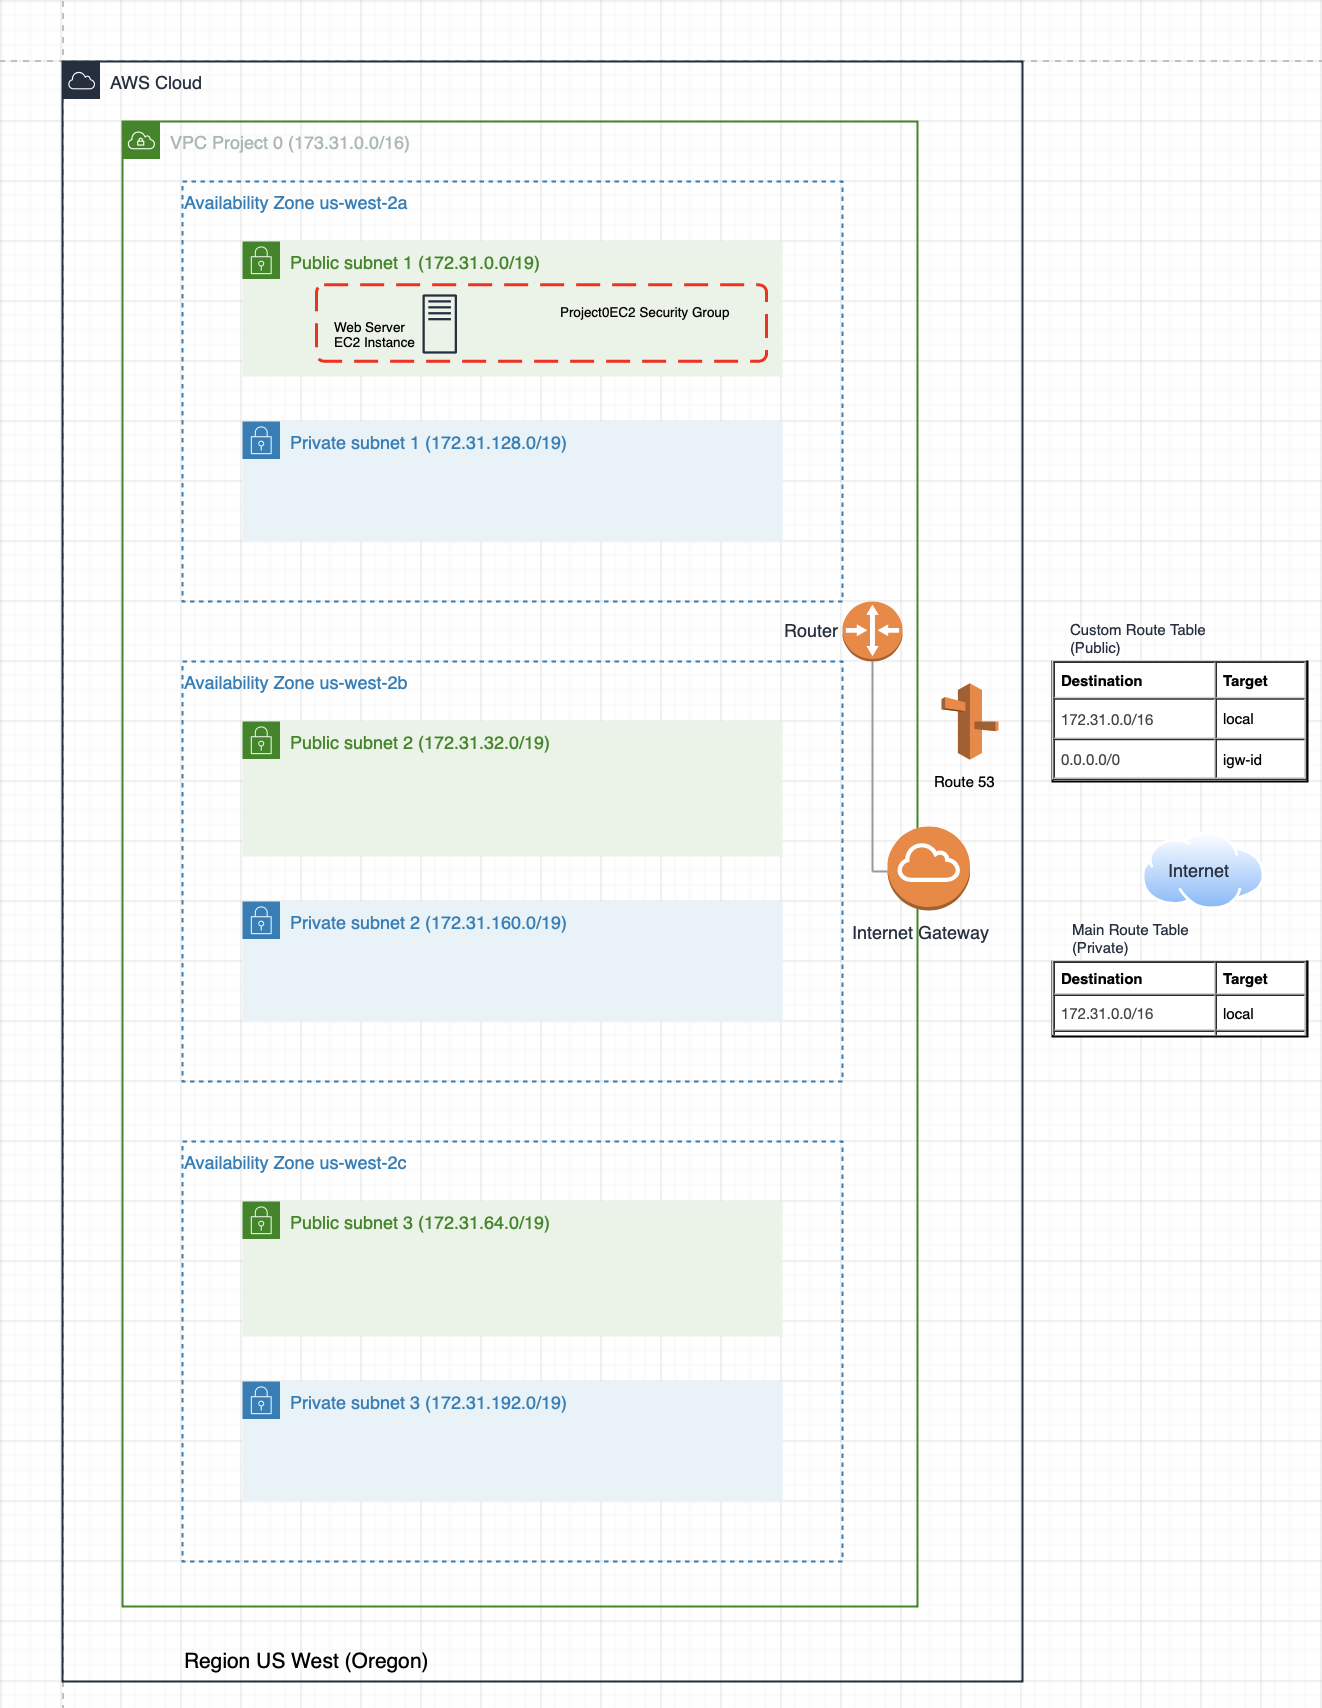 AWS Cloud
VPC Project 0 (173.31.0.0/16)
Availability Zone us-west-2a
Public subnet 1 (172.31.0.0/19)
Web Server
EC2 Instance
Project0EC2 Security Group
Private subnet 1 (172.31.128.0/19)
Router
Availability Zone us-west-2b
Public subnet 2 (172.31.32.0/19)
Private subnet 2 (172.31.160.0/19)
Route 53
Internet Gateway
Custom Route Table
(Public)
Destination Target
172.31.0.0/16 local
0.0.0.0/0 igw-id
Internet
Main Route Table
(Private)
Destination Target
172.31.0.0/16 local
Availability Zone us-west-2c
Public subnet 3 (172.31.64.0/19)
Private subnet 3 (172.31.192.0/19)
Region US West (Oregon)